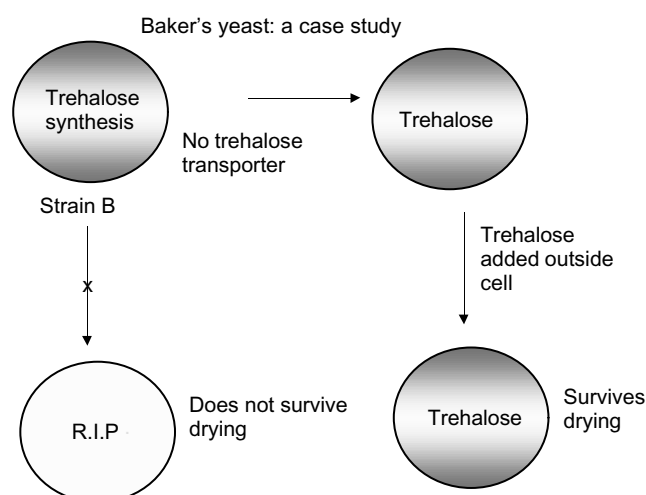 Baker's yeast: a case study
Trehalose
synthesis
No trehalose
transporter
Trehalose
Strain B
Trehalose
added outside
cell
x
R.I.P
Does not survive
drying
Trehalose
Survives
drying